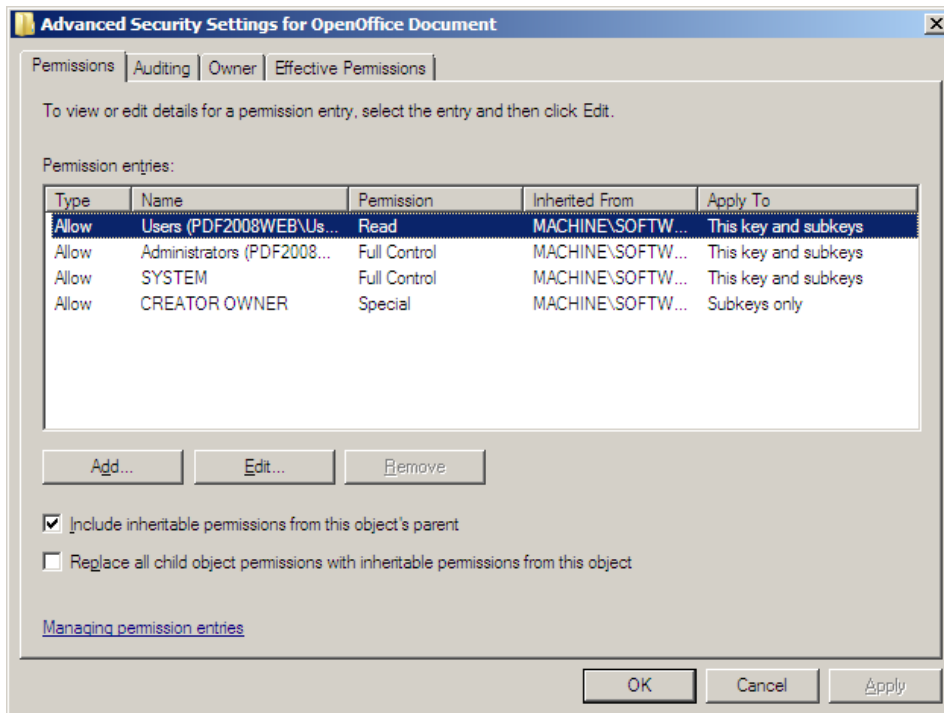 Advanced Security Settings for OpenOffice Document
Permissions Auditing Owner Effective Permissions
To view or edit details for a permission entry, select the entry and then click Edit.
Permission entries:
Type Name Permission Inherited From Apply To
Allow Users (PDF2008WEB\Us... Read MACHINE\SOFTW... This key and subkeys
Allow Administrators (PDF2008... Full Control MACHINE\SOFTW... This key and subkeys
Allow SYSTEM Full Control MACHINE\SOFTW... This key and subkeys
Allow CREATOR OWNER Special MACHINE\SOFTW... Subkeys only
Add... Edit... Remove
Include inheritable permissions from this object's parent
Replace all child object permissions with inheritable permissions from this object
Managing permission entries
OK Cancel Apply